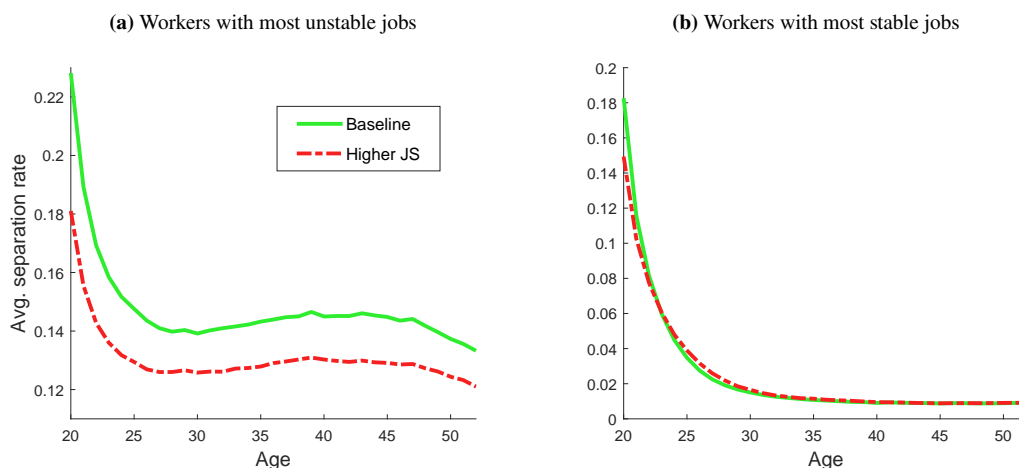 (a) Workers with most unstable jobs
(b) Workers with most stable jobs
0.22
0.2
0.18
0.16
0.14
0.12
Avg. separation rate
Baseline
Higher JS
20 25 30 35 40 45 50
Age
0.2
0.18
0.16
0.14
0.12
0.1
0.08
0.06
0.04
0.02
0
20 25 30 35 40 45 50
Age